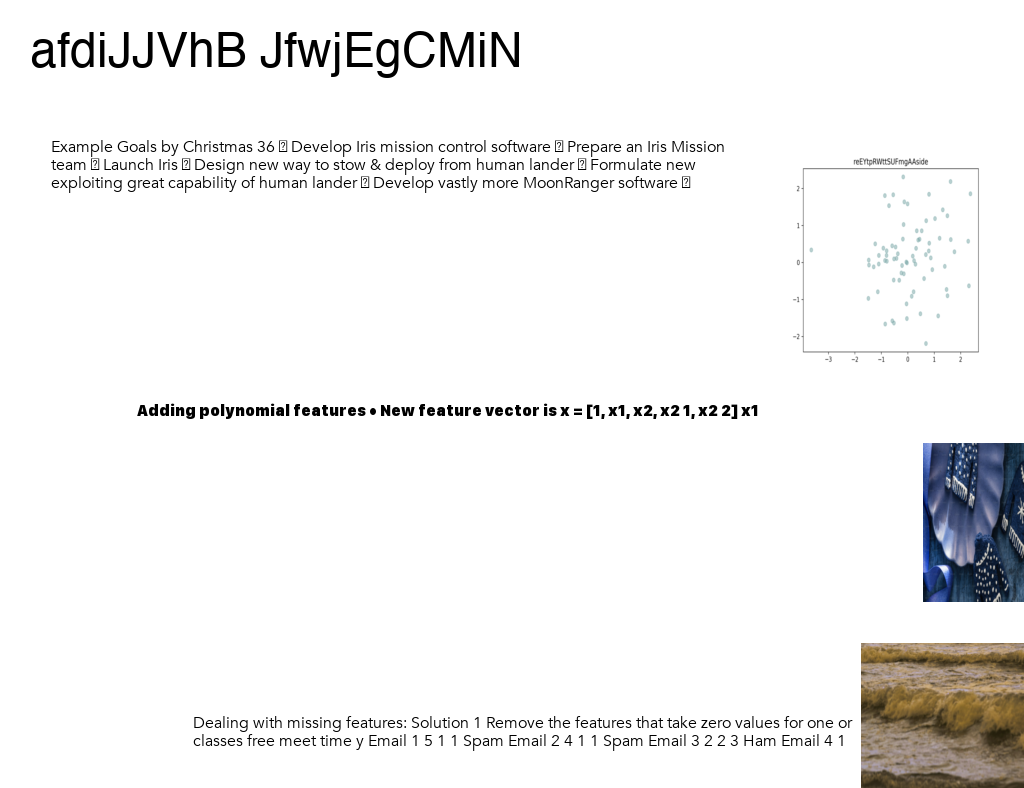 afdiJJVhB JfwjEgCMiN
Example Goals by Christmas 36 ⍰ Develop Iris mission control software ⍰ Prepare an Iris Mission
team ⍰ Launch Iris ⍰ Design new way to stow & deploy from human lander ⍰ Formulate new
exploiting great capability of human lander ⍰ Develop vastly more MoonRanger software ⍰
reEYtpRWttSUFmgAAside
2
1
0
−1
−2
−3 −2 −1 0 1 2
Adding polynomial features • New feature vector is x = [1, x1, x2, x2 1, x2 2] x1
Dealing with missing features: Solution 1 Remove the features that take zero values for one or
classes free meet time y Email 1 5 1 1 Spam Email 2 4 1 1 Spam Email 3 2 2 3 Ham Email 4 1